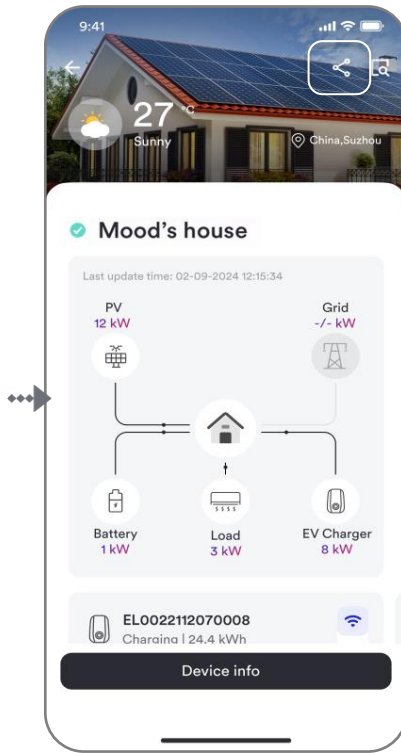 9:41
27 °C
Sunny
China,Suzhou
Mood's house
Last update time: 02-09-2024 12:15:34
PV
12 kW
Grid
-/- kW
Battery
1 kW
Load
3 kW
EV Charger
8 kW
EL0022112070008
Charging | 24.4 kWh
Device info